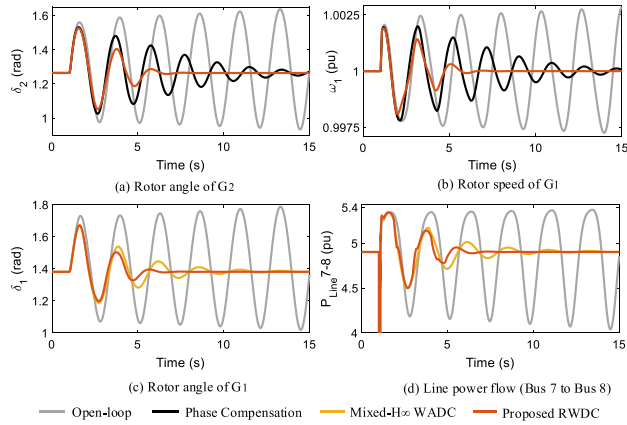 1.6
1.4
1.2
1
δ2 (rad)
0 5 10 15
Time (s)
(a) Rotor angle of G2
1.0025
1
0.9975
ω1 (pu)
0 5 10 15
Time (s)
(b) Rotor speed of G1
1.8
1.6
1.4
1.2
1
δ1 (rad)
0 5 10 15
Time (s)
(c) Rotor angle of G1
5.4
5
4.5
4
PLine7-8 (pu)
0 5 10 15
Time (s)
(d) Line power flow (Bus 7 to Bus 8)
Open-loop Phase Compensation Mixed-H∞ WADC Proposed RWDC